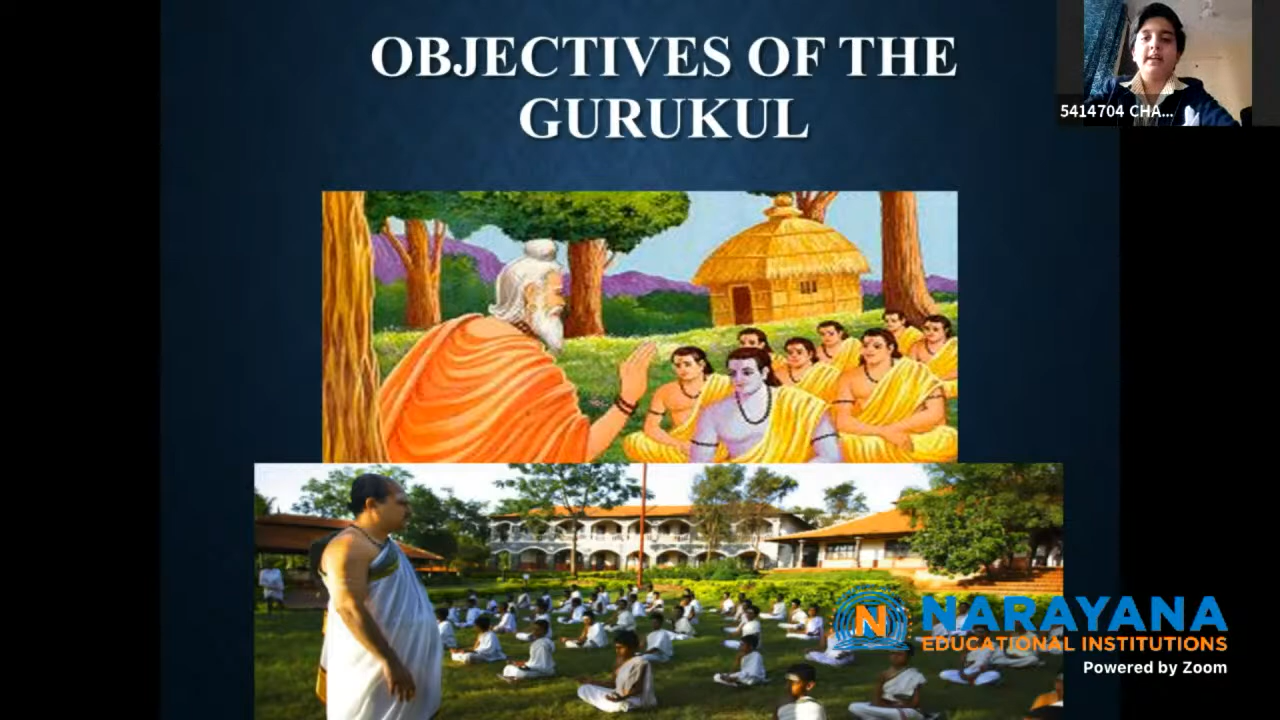 OBJECTIVES OF THE
GURUKUL
5414704 CHA...
N NARAYANA
EDUCATIONAL INSTITUTIONS
Powered by Zoom